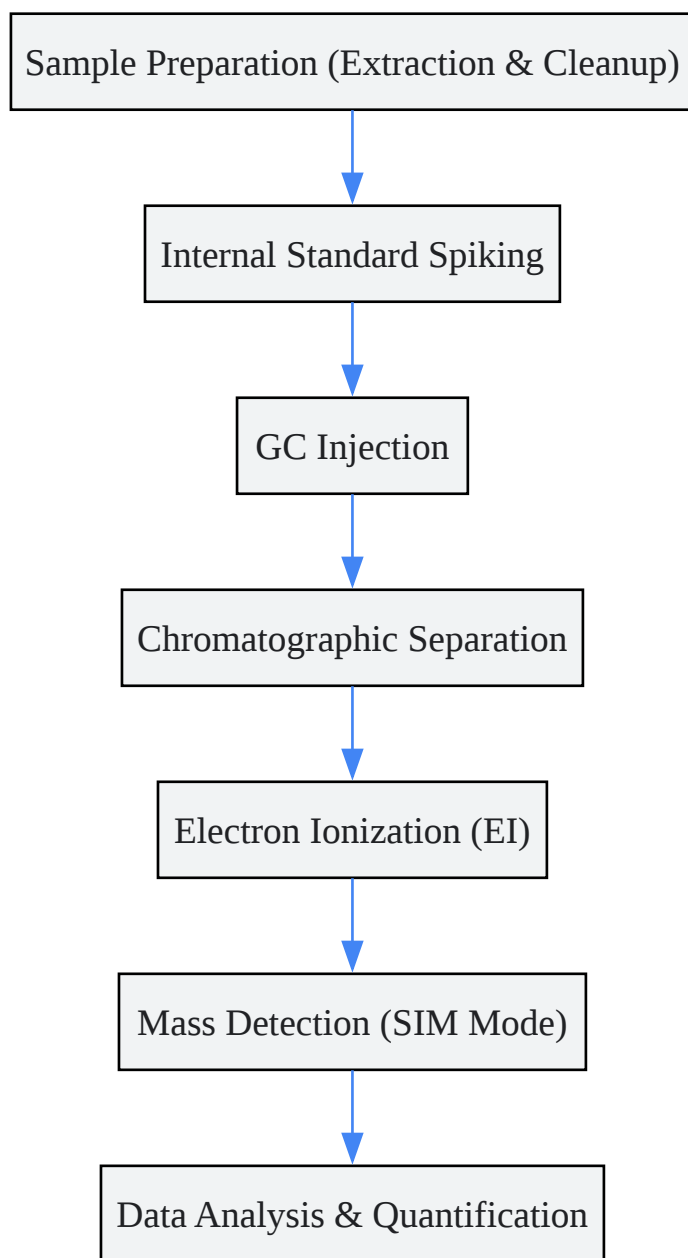 Sample Preparation (Extraction & Cleanup)
Internal Standard Spiking
GC Injection
Chromatographic Separation
Electron Ionization (EI)
Mass Detection (SIM Mode)
Data Analysis & Quantification